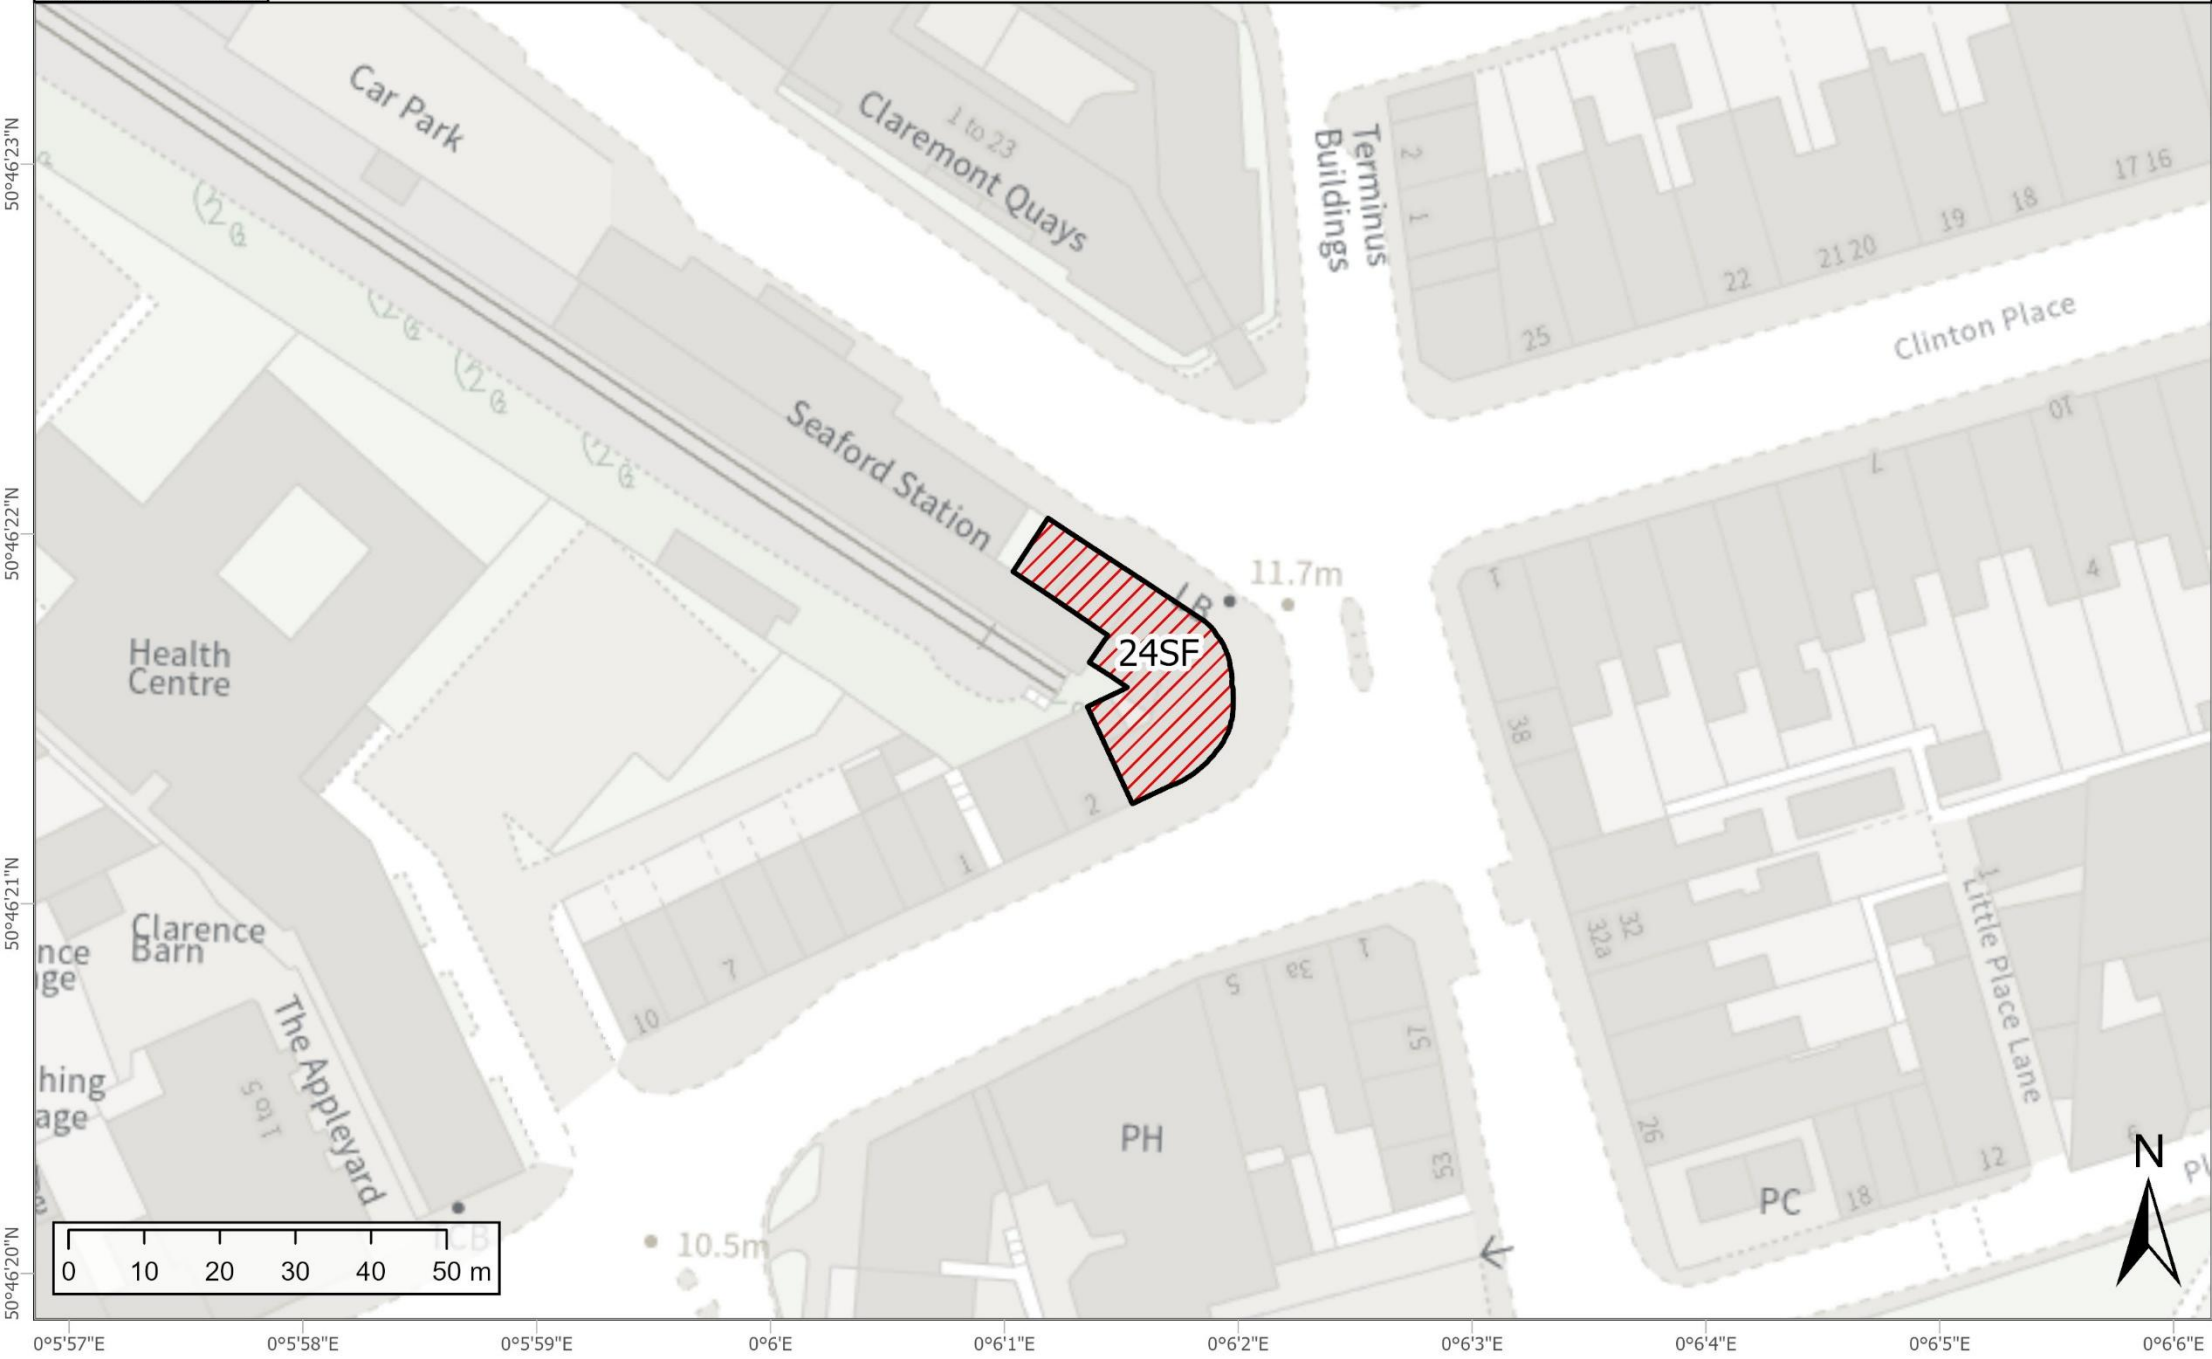 Car Park
1 to 23
Claremont Quays
Terminus
Buildings
2
1
17 16
18
19
21 20
22
25
Clinton Place
10
7
4
1
Seaford Station
LB
11.7m
24SF
Health
Centre
38
2
1
7
10
1
3a
5
57
53
32
32a
1
Little Place Lane
26
12
18
PC
PH
Clarence
Barn
nce
ge
The Appleyard
1 to 5
hing
age
10.5m
N
0 10 20 30 40 50 m
50°46'23"N
50°46'22"N
50°46'21"N
50°46'20"N
0°5'57"E 0°5'58"E 0°5'59"E 0°6'E 0°6'1"E 0°6'2"E 0°6'3"E 0°6'4"E 0°6'5"E 0°6'6"E